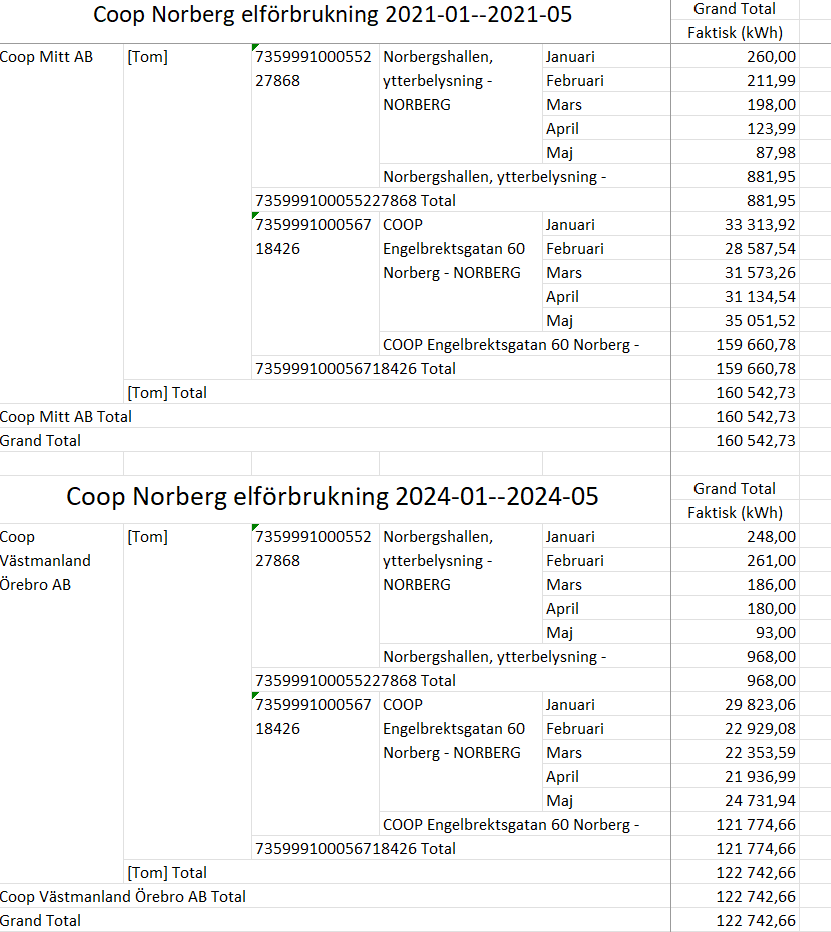 Coop Norberg elförbrukning 2021-01--2021-05
Grand Total
Faktisk (kWh)
Coop Mitt AB [Tom] 7359991000552 Norbergshallen, Januari 260,00
27868 ytterbelysning - Februari 211,99
NORBERG Mars 198,00
April 123,99
Maj 87,98
Norbergshallen, ytterbelysning - 881,95
735999100055227868 Total 881,95
7359991000567 COOP Januari 33 313,92
18426 Engelbrektsgatan 60 Februari 28 587,54
Norberg - NORBERG Mars 31 573,26
April 31 134,54
Maj 35 051,52
COOP Engelbrektsgatan 60 Norberg - 159 660,78
735999100056718426 Total 159 660,78
[Tom] Total 160 542,73
Coop Mitt AB Total 160 542,73
Grand Total 160 542,73
Coop Norberg elförbrukning 2024-01--2024-05
Grand Total
Faktisk (kWh)
Coop [Tom] 7359991000552 Norbergshallen, Januari 248,00
Västmanland 27868 ytterbelysning - Februari 261,00
Örebro AB NORBERG Mars 186,00
April 180,00
Maj 93,00
Norbergshallen, ytterbelysning - 968,00
735999100055227868 Total 968,00
7359991000567 COOP Januari 29 823,06
18426 Engelbrektsgatan 60 Februari 22 929,08
Norberg - NORBERG Mars 22 353,59
April 21 936,99
Maj 24 731,94
COOP Engelbrektsgatan 60 Norberg - 121 774,66
735999100056718426 Total 121 774,66
[Tom] Total 122 742,66
Coop Västmanland Örebro AB Total 122 742,66
Grand Total 122 742,66